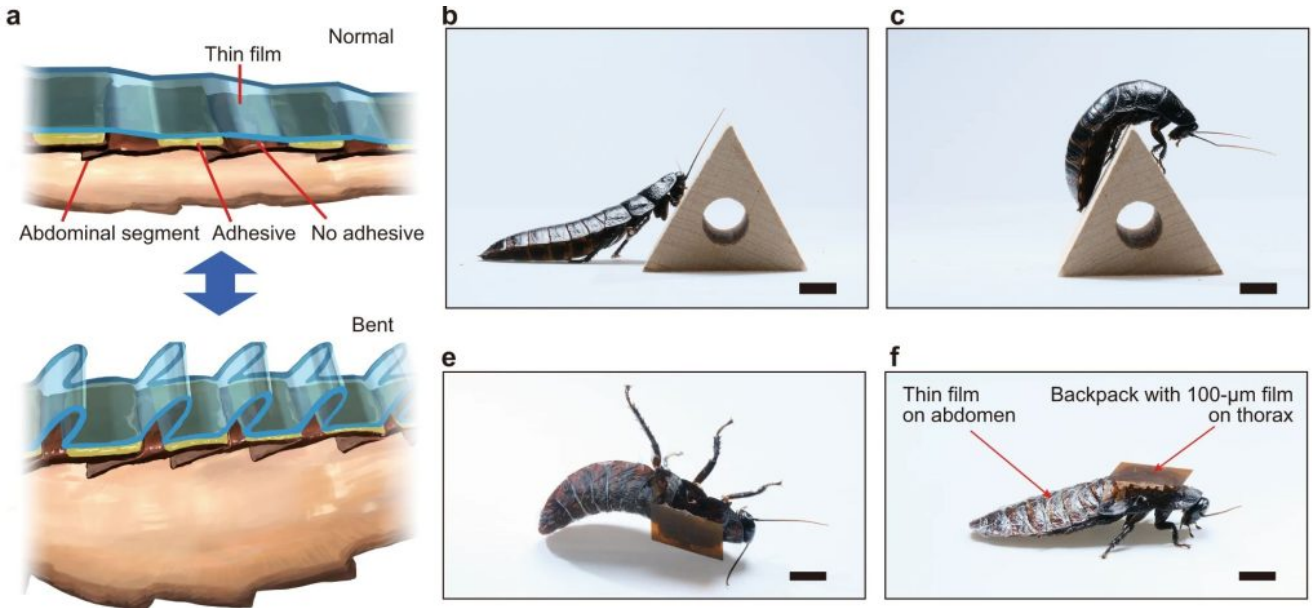 a
Normal
Thin film
Abdominal segment
Adhesive
No adhesive
Bent
b
c
e
f
Thin film
on abdomen
Backpack with 100-μm film
on thorax